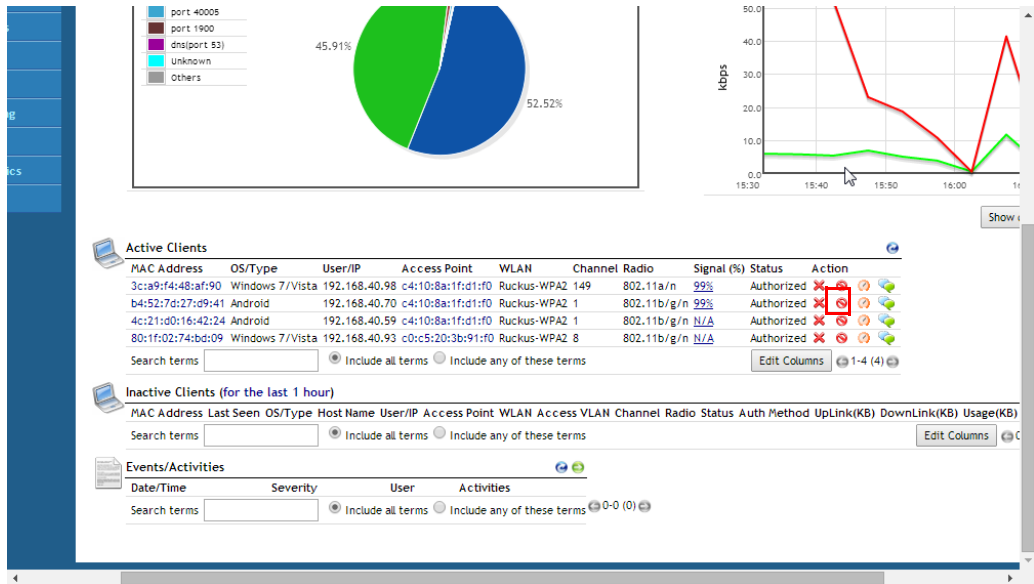 port 40005
port 1900
dns(port 53)
Unknown
Others
45.91%
52.52%
kbps
50.0
40.0
30.0
20.0
10.0
0.0
15:30 15:40 15:50 16:00
s
g
ics
Show
Active Clients
MAC Address OS/Type User/IP Access Point WLAN Channel Radio Signal (%) Status Action
3c:a9:f4:48:af:90 Windows 7/Vista 192.168.40.98 c4:10:8a:1f:d1:f0 Ruckus-WPA2 149 802.11a/n 99% Authorized
b4:52:7d:27:d9:41 Android 192.168.40.70 c4:10:8a:1f:d1:f0 Ruckus-WPA2 1 802.11b/g/n 99% Authorized
4c:21:d0:16:42:24 Android 192.168.40.59 c4:10:8a:1f:d1:f0 Ruckus-WPA2 1 802.11b/g/n N/A Authorized
80:1f:02:74:bd:09 Windows 7/Vista 192.168.40.93 c0:c5:20:3b:91:f0 Ruckus-WPA2 8 802.11b/g/n N/A Authorized
Search terms Include all terms Include any of these terms Edit Columns 1-4 (4)
Inactive Clients (for the last 1 hour)
MAC Address Last Seen OS/Type Host Name User/IP Access Point WLAN Access VLAN Channel Radio Status Auth Method UpLink(KB) DownLink(KB) Usage(KB)
Search terms Include all terms Include any of these terms Edit Columns
Events/Activities
Date/Time Severity User Activities
Search terms Include all terms Include any of these terms 0-0 (0)